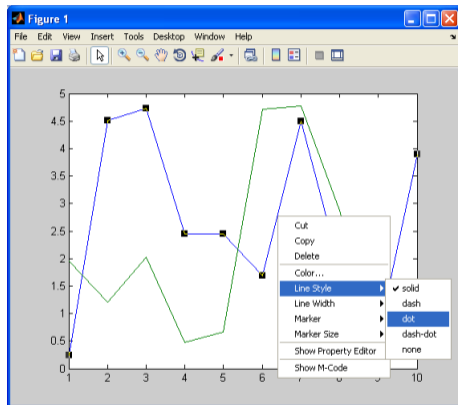 Figure 1
File Edit View Insert Tools Desktop Window Help
5
4.5
4
3.5
3
2.5
2
1.5
1
0.5
0
1 2 3 4 5 6 7 8 9 10
Cut
Copy
Delete
Color...
Line Style
Line Width
Marker
Marker Size
Show Property Editor
Show M-Code
solid
dash
dot
dash-dot
none